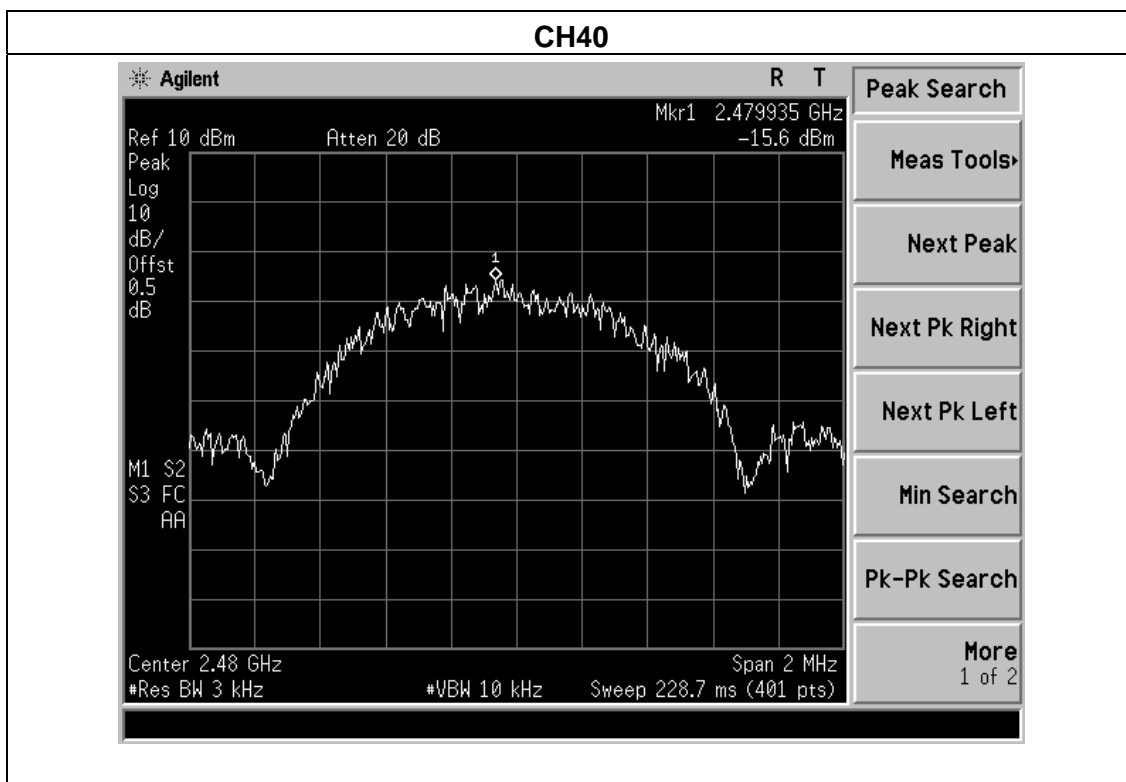 CH40
Agilent R T
Mkr1 2.479935 GHz
Ref 10 dBm Atten 20 dB -15.6 dBm
Peak
Log
10
dB/
Offst
0.5
dB
1
M1 S2
S3 FC
AA
Center 2.48 GHz Span 2 MHz
#Res BW 3 kHz #VBW 10 kHz Sweep 228.7 ms (401 pts)
Peak Search
Meas Tools
Next Peak
Next Pk Right
Next Pk Left
Min Search
Pk-Pk Search
More
1 of 2